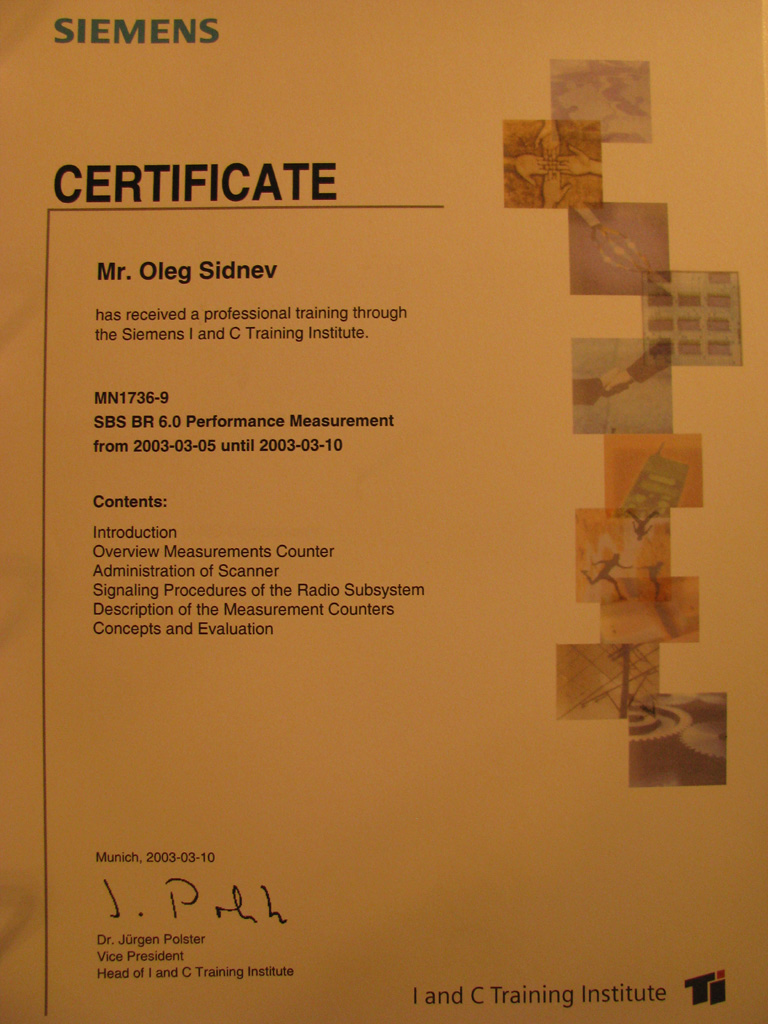 SIEMENS
CERTIFICATE
Mr. Oleg Sidnev
has received a professional training through
the Siemens I and C Training Institute.
MN1736-9
SBS BR 6.0 Performance Measurement
from 2003-03-05 until 2003-03-10
Contents:
Introduction
Overview Measurements Counter
Administration of Scanner
Signaling Procedures of the Radio Subsystem
Description of the Measurement Counters
Concepts and Evaluation
Munich, 2003-03-10
J. Polster
Dr. Jürgen Polster
Vice President
Head of I and C Training Institute
I and C Training Institute Ti